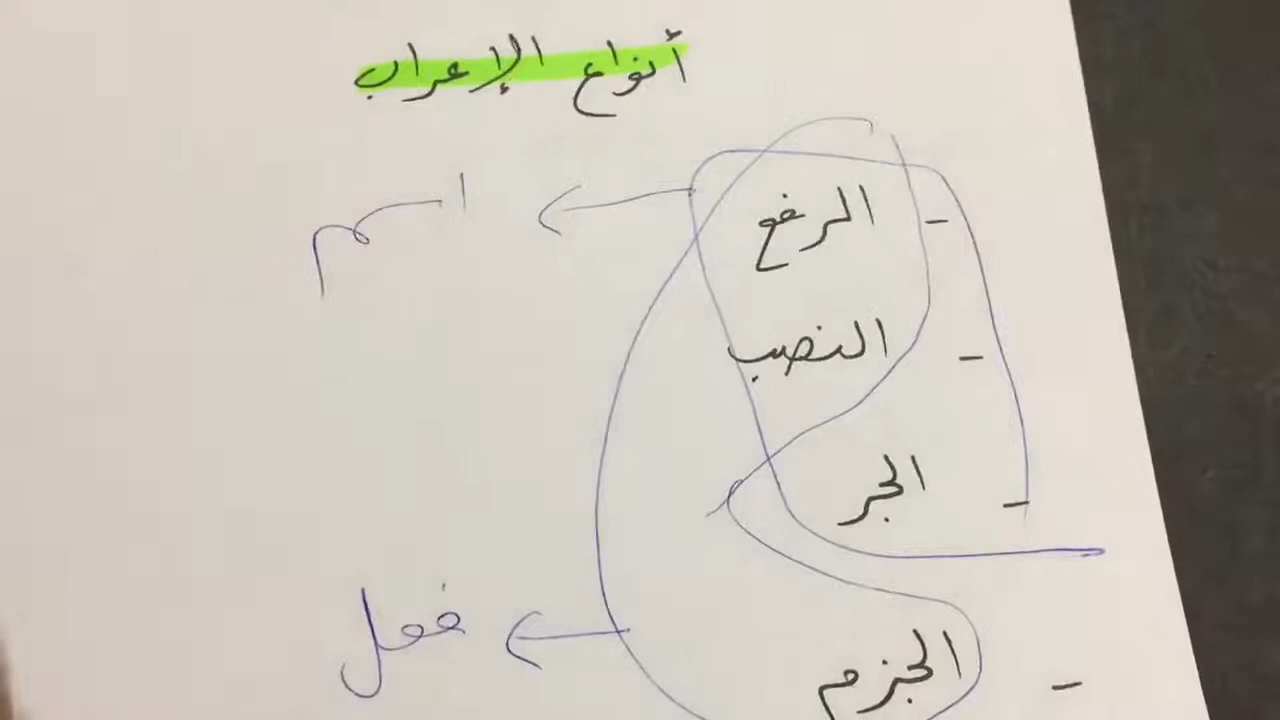 أنواع الإعراب
- الرفع
اسم
- النصب
- الجر
- الجزم
فعل